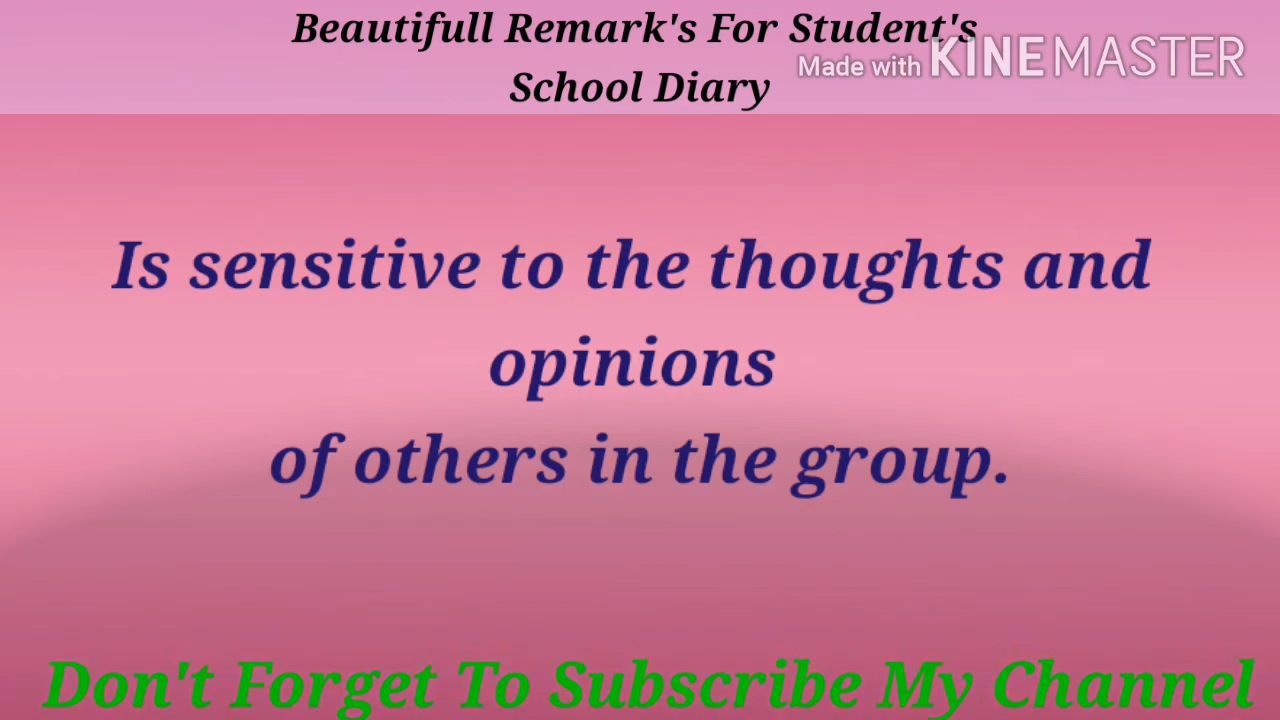 Beautifull Remark's For Student's
School Diary
Made with KINEMASTER
Is sensitive to the thoughts and
opinions
of others in the group.
Don't Forget To Subscribe My Channel